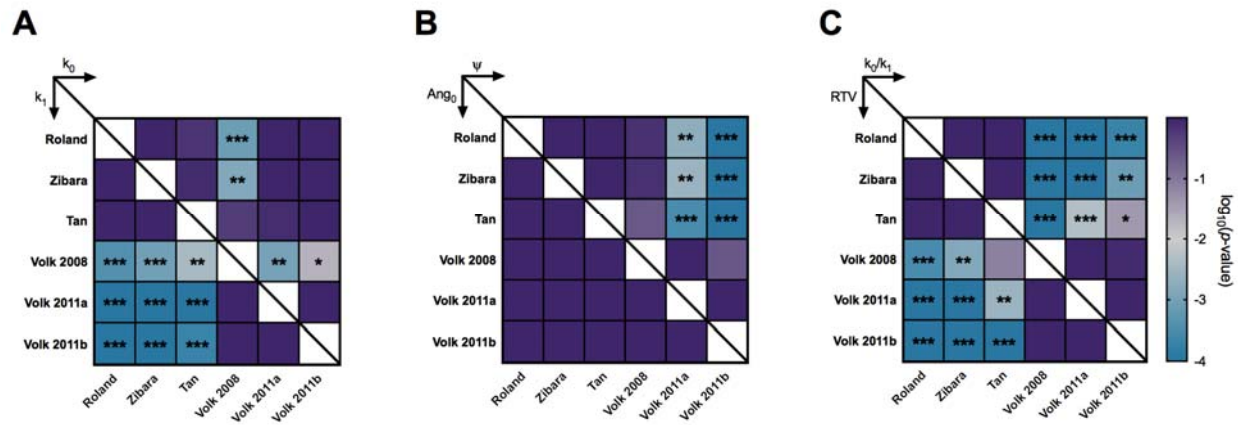 A
k₀
k₁
Roland
***
Zibara
**
Tan
Volk 2008
*** *** ** ** *
Volk 2011a
*** *** ***
Volk 2011b
*** *** ***
Roland Zibara Tan Volk 2008 Volk 2011a Volk 2011b
B
ψ
Ang₀
Roland
** ***
Zibara
** ***
Tan
*** ***
Volk 2008
Volk 2011a
Volk 2011b
Roland Zibara Tan Volk 2008 Volk 2011a Volk 2011b
C
k₀/k₁
RTV
Roland
*** *** ***
Zibara
*** *** **
Tan
*** *** *
Volk 2008
*** **
Volk 2011a
*** *** **
Volk 2011b
*** *** ***
Roland Zibara Tan Volk 2008 Volk 2011a Volk 2011b
-1
-2
-3
-4
log₁₀(p-value)